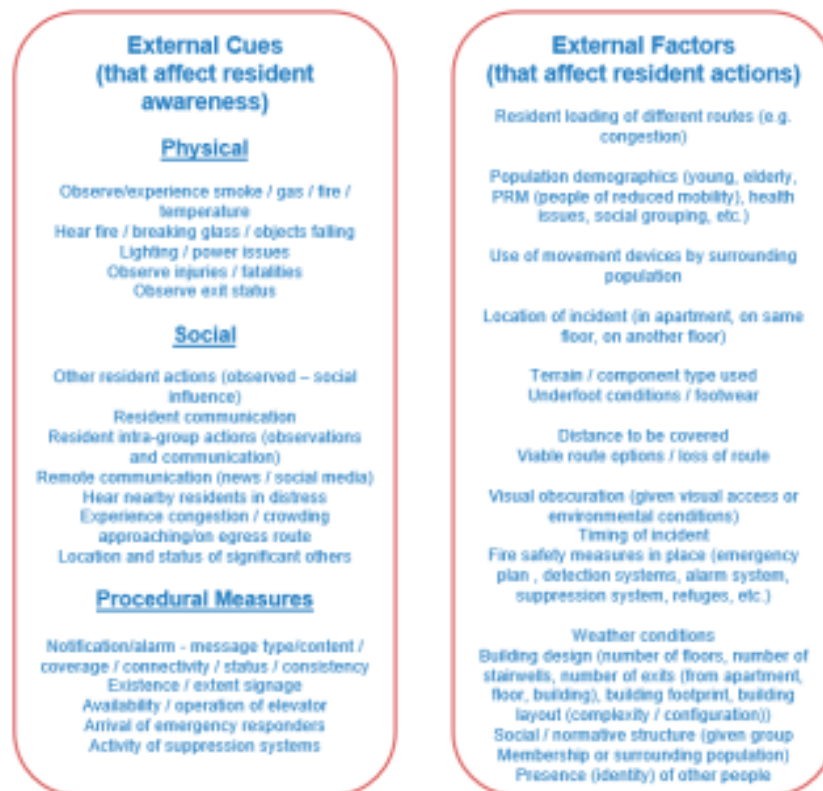 External Cues
(that affect resident
awareness)
Physical
Observe/experience smoke / gas / fire /
temperature
Hear fire / breaking glass / objects falling
Lighting / power issues
Observe injuries / fatalities
Observe exit status
Social
Other resident actions (observed – social
influence)
Resident communication
Resident intra-group actions (observations
and communication)
Remote communication (news / social media)
Hear nearby residents in distress
Experience congestion / crowding
approaching/on egress route
Location and status of significant others
Procedural Measures
Notification/alarm - message type/content /
coverage / connectivity / status / consistency
Existence / extent signage
Availability / operation of elevator
Arrival of emergency responders
Activity of suppression systems
External Factors
(that affect resident actions)
Resident loading of different routes (e.g.
congestion)
Population demographics (young, elderly,
PRM (people of reduced mobility), health
issues, social grouping, etc.)
Use of movement devices by surrounding
population
Location of incident (in apartment, on same
floor, on another floor)
Terrain / component type used
Underfoot conditions / footwear
Distance to be covered
Viable route options / loss of route
Visual obscuration (given visual access or
environmental conditions)
Timing of incident
Fire safety measures in place (emergency
plan , detection systems, alarm system,
suppression system, refuges, etc.)
Weather conditions
Building design (number of floors, number of
stairwells, number of exits (from apartment,
floor, building), building footprint, building
layout (complexity / configuration))
Social / normative structure (given group
Membership or surrounding population)
Presence (identity) of other people